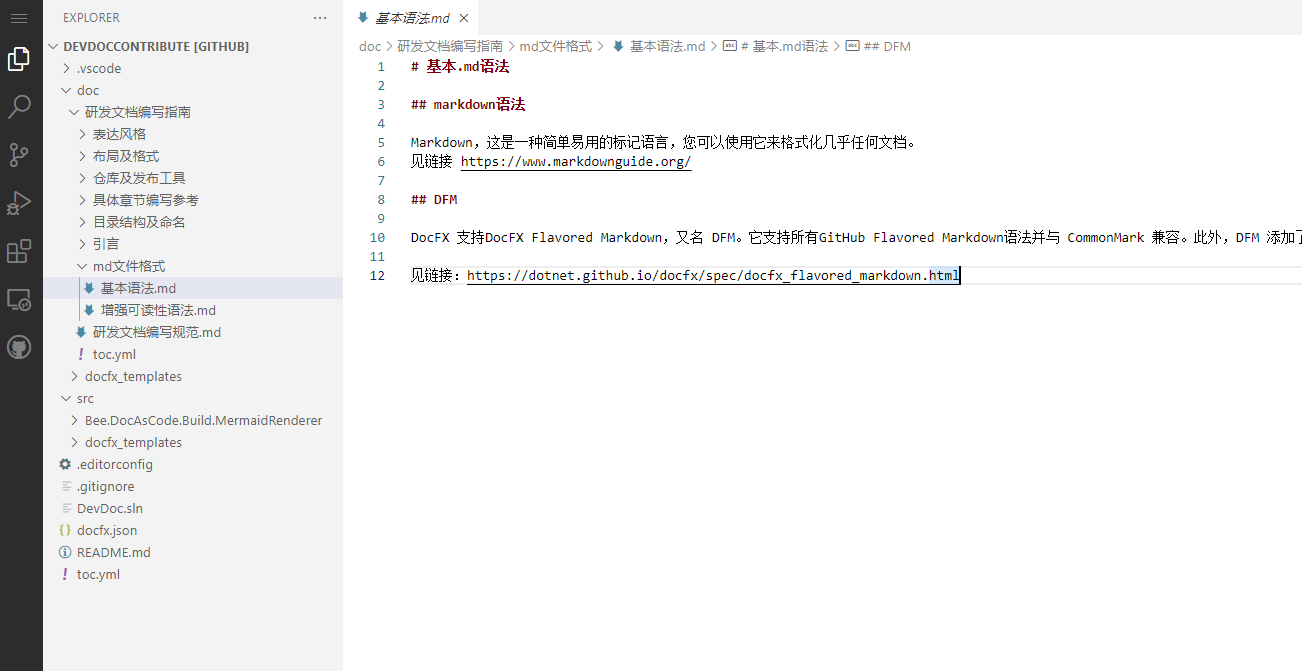 EXPLORER
DEVDOCCONTRIBUTE [GITHUB]
.vscode
doc
研发文档编写指南
表达风格
布局及格式
仓库及发布工具
具体章节编写参考
目录结构及命名
引言
md文件格式
基本语法.md
增强可读性语法.md
研发文档编写规范.md
! toc.yml
docfx_templates
src
Bee.DocAsCode.Build.MermaidRenderer
docfx_templates
.editorconfig
.gitignore
DevDoc.sln
{} docfx.json
README.md
! toc.yml
基本语法.md
doc > 研发文档编写指南 > md文件格式 > 基本语法.md > # 基本.md语法 > ## DFM
1 # 基本.md语法
2
3 ## markdown语法
4
5 Markdown，这是一种简单易用的标记语言，您可以使用它来格式化几乎任何文档。
6 见链接 https://www.markdownguide.org/
7
8 ## DFM
9
10 DocFX 支持DocFX Flavored Markdown，又名 DFM。它支持所有GitHub Flavored Markdown语法并与 CommonMark 兼容。此外，DFM 添加了
11
12 见链接：https://dotnet.github.io/docfx/spec/docfx_flavored_markdown.html